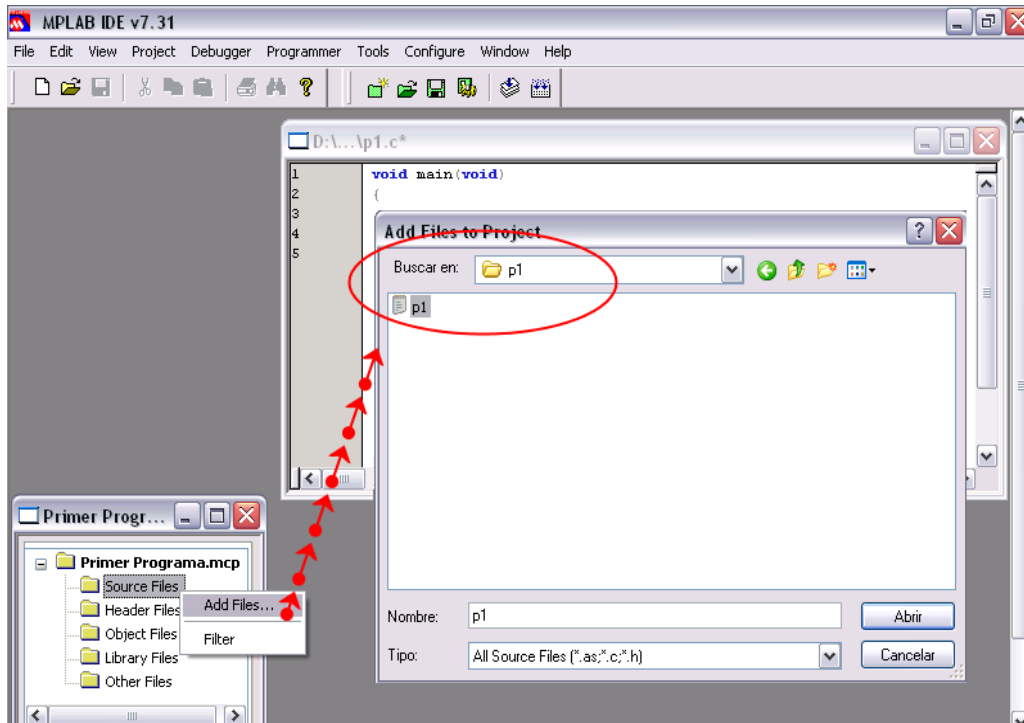 MPLAB IDE v7.31
File Edit View Project Debugger Programmer Tools Configure Window Help
D:\...\p1.c*
1 void main(void)
2 {
3
4
5
Add Files to Project
Buscar en: p1
p1
Nombre: p1 Abrir
Tipo: All Source Files (*.as;*.c;*.h) Cancelar
Primer Progr...
Primer Programa.mcp
Source Files
Header Files
Object Files
Library Files
Other Files
Add Files...
Filter